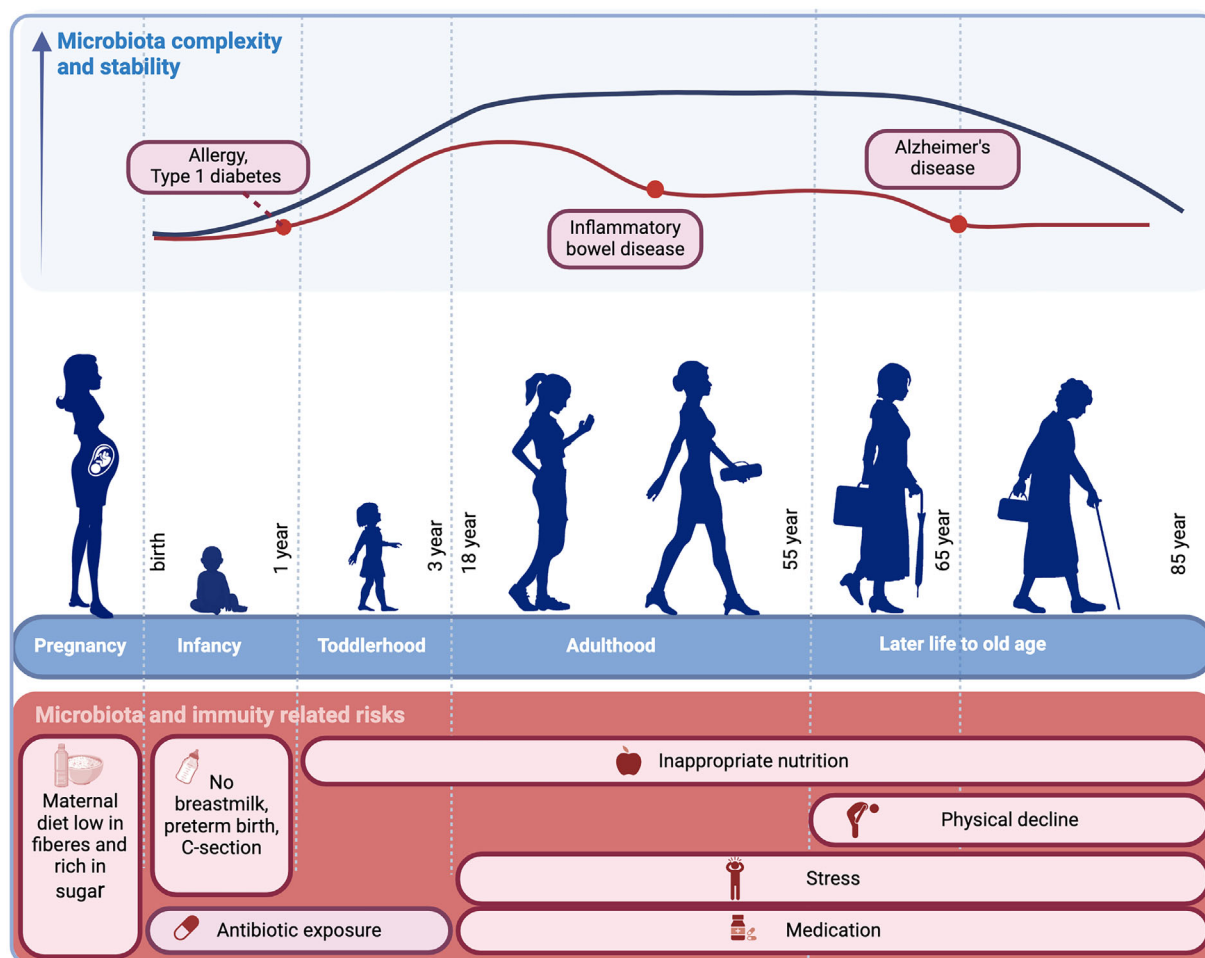 Microbiota complexity
and stability
Allergy,
Type 1 diabetes
Inflammatory
bowel disease
Alzheimer's
disease
birth
1 year
3 year
18 year
55 year
65 year
85 year
Pregnancy
Infancy
Toddlerhood
Adulthood
Later life to old age
Microbiota and immuity related risks
Maternal
diet low in
fiberes and
rich in
sugar
No
breastmilk,
preterm birth,
C-section
Inappropriate nutrition
Physical decline
Stress
Antibiotic exposure
Medication